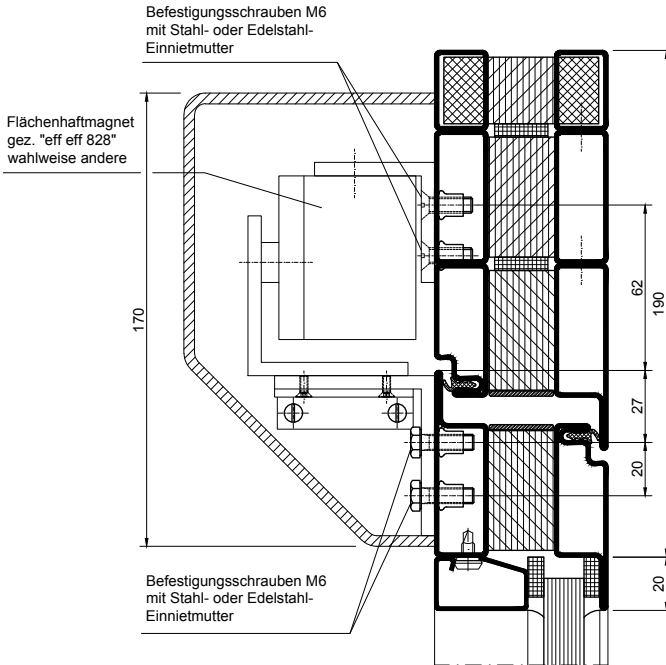 Befestigungsschrauben M6
mit Stahl- oder Edelstahl-
Einnietmutter
Flächenhaftmagnet
gez. "eff eff 828"
wahlweise andere
170
62
190
27
20
20
Befestigungsschrauben M6
mit Stahl- oder Edelstahl-
Einnietmutter